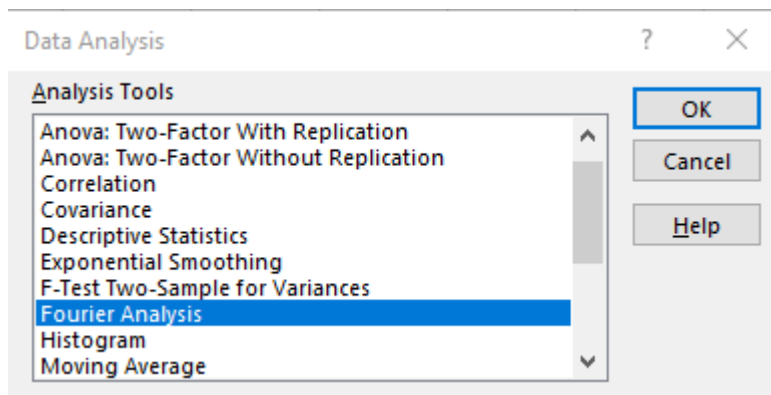 Data Analysis
?
Analysis Tools
Anova: Two-Factor With Replication
Anova: Two-Factor Without Replication
Correlation
Covariance
Descriptive Statistics
Exponential Smoothing
F-Test Two-Sample for Variances
Fourier Analysis
Histogram
Moving Average
OK
Cancel
Help